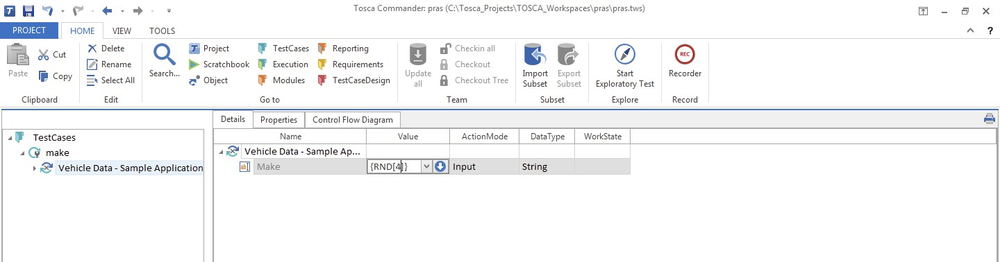 Tosca Commander: pras (C:\Tosca_Projects\TOSCA_Workspaces\pras\pras.tws)
PROJECT HOME VIEW TOOLS ?
Paste
Cut
Copy
Clipboard
Delete
Rename
Select All
Edit
Search...
Project
Scratchbook
Object
TestCases
Execution
Modules
Reporting
Requirements
TestCaseDesign
Go to
Update all
Checkin all
Checkout
Checkout Tree
Team
Import Subset
Export Subset
Subset
Start Exploratory Test
Explore
REC
Recorder
Record
TestCases
make
Vehicle Data - Sample Application
Details Properties Control Flow Diagram
Name Value ActionMode DataType WorkState
Vehicle Data - Sample Ap...
Make {RND[4]} Input String